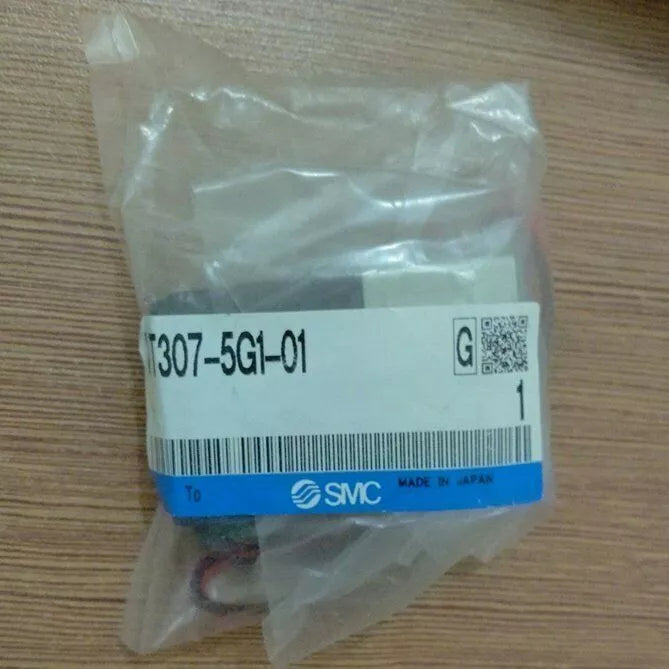 T307-5G1-01
G
1
To
SMC
MADE IN JAPAN